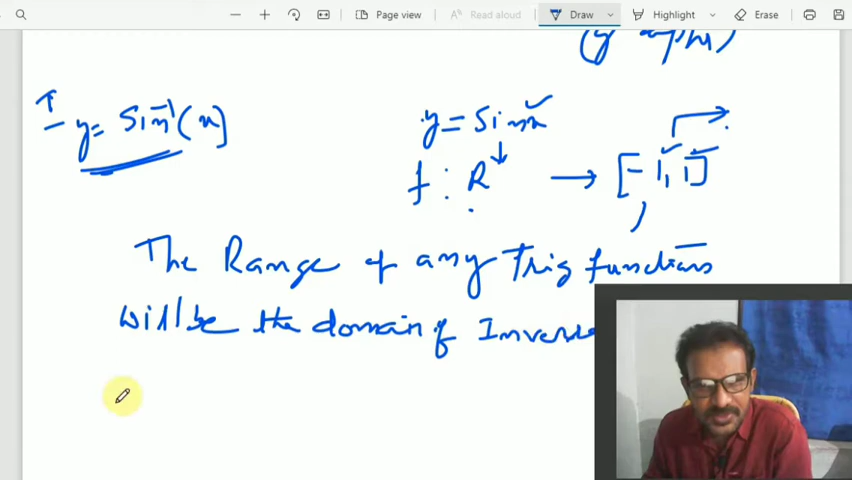 Page view
Read aloud
Draw
Highlight
Erase
(graph)
y = Sin⁻¹(x)
y = Sin x
f : R → [-1, 1]
The Range of any Trig functions
will be the domain of Inverse